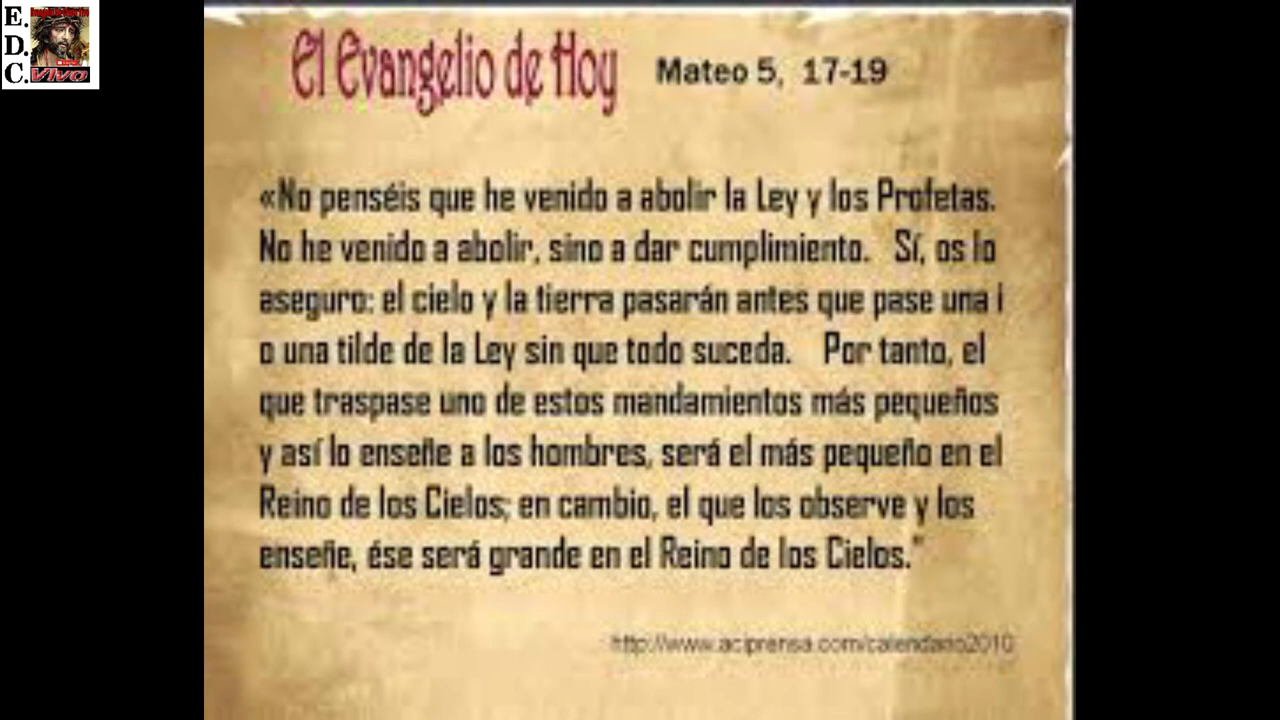 E.
D.
C.
Vivo
El Evangelio de Hoy Mateo 5, 17-19
«No penséis que he venido a abolir la Ley y los Profetas.
No he venido a abolir, sino a dar cumplimiento. Sí, os lo
aseguro: el cielo y la tierra pasarán antes que pase una i
o una tilde de la Ley sin que todo suceda. Por tanto, el
que traspase uno de estos mandamientos más pequeños
y así lo enseñe a los hombres, será el más pequeño en el
Reino de los Cielos; en cambio, el que los observe y los
enseñe, ése será grande en el Reino de los Cielos."
http://www.aciprensa.com/calendario2010